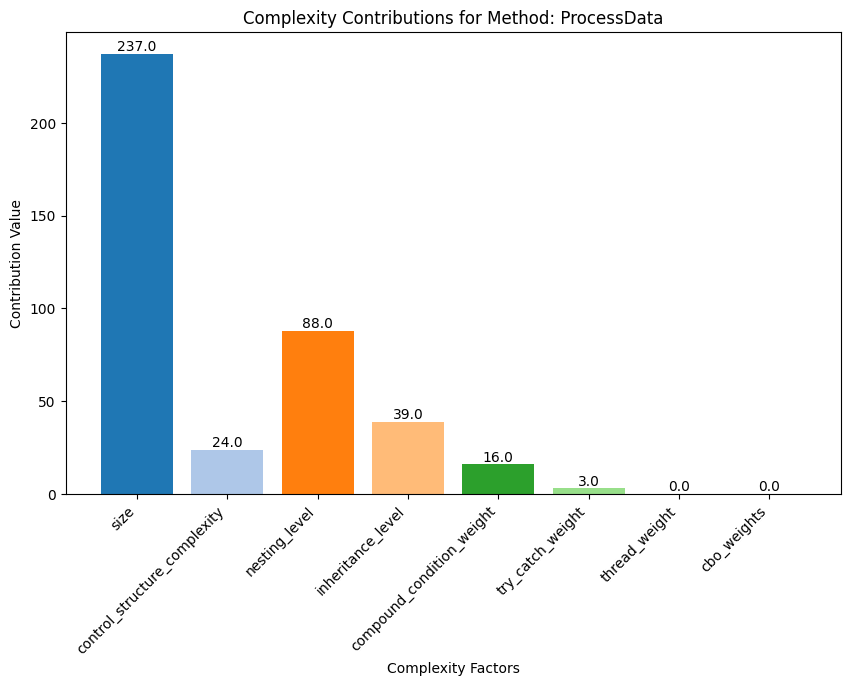 Complexity Contributions for Method: ProcessData
Contribution Value
200
150
100
50
0
237.0
24.0
88.0
39.0
16.0
3.0
0.0
0.0
size
control_structure_complexity
nesting_level
inheritance_level
compound_condition_weight
try_catch_weight
thread_weight
cbo_weights
Complexity Factors